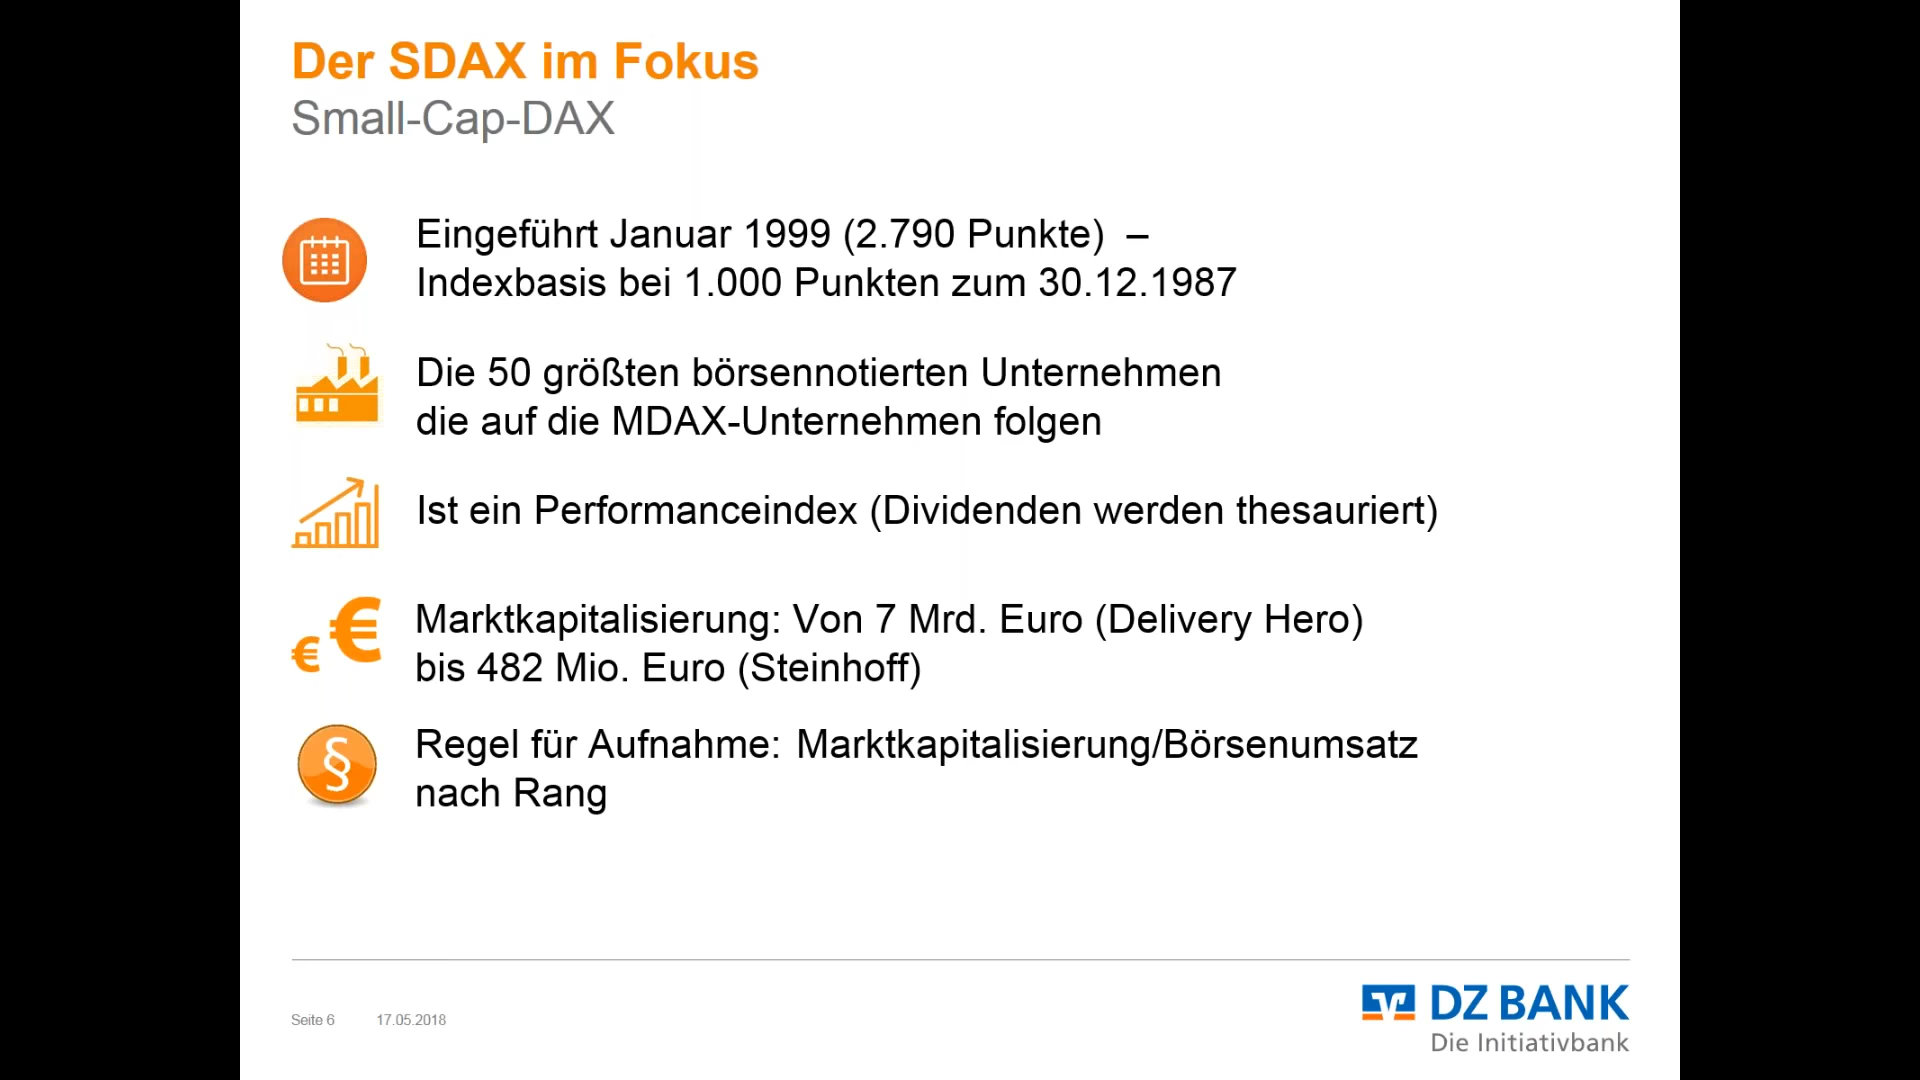 Der SDAX im Fokus
Small-Cap-DAX
Eingeführt Januar 1999 (2.790 Punkte) –
Indexbasis bei 1.000 Punkten zum 30.12.1987
Die 50 größten börsennotierten Unternehmen
die auf die MDAX-Unternehmen folgen
Ist ein Performanceindex (Dividenden werden thesauriert)
€ €
Marktkapitalisierung: Von 7 Mrd. Euro (Delivery Hero)
bis 482 Mio. Euro (Steinhoff)
§
Regel für Aufnahme: Marktkapitalisierung/Börsenumsatz
nach Rang
Seite 6 17.05.2018
DZ BANK
Die Initiativbank